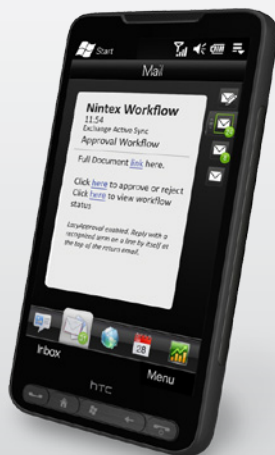 Start
Mail
Nintex Workflow
11:54
Exchange Active Sync
Approval Workflow
Full Document link here.
Click here to approve or reject
Click here to view workflow
status
LazyApproval enabled. Reply with a
recognized term on a line by itself at
the top of the return email.
28
Inbox
Menu
hTC